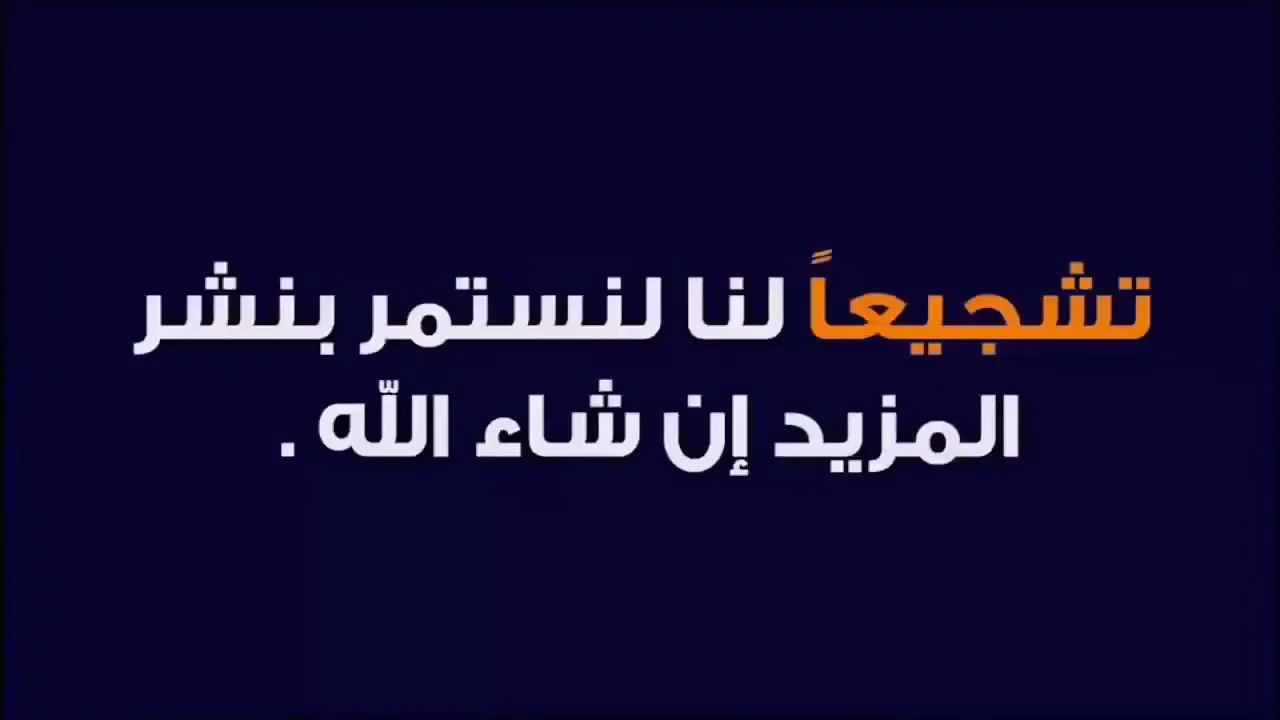 تشجيعاً لنا لنستمر بنشر
المزيد إن شاء الله .